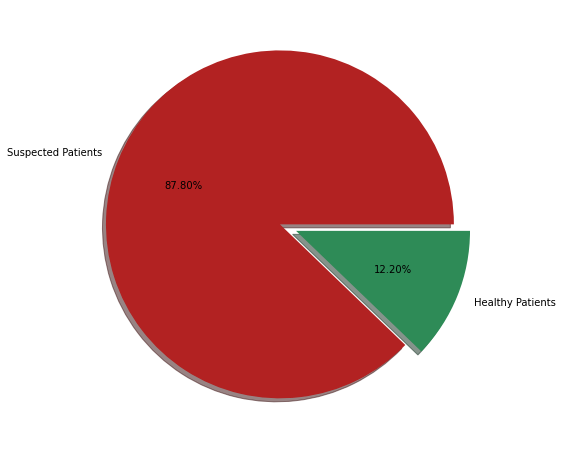 Suspected Patients
87.80%
12.20%
Healthy Patients